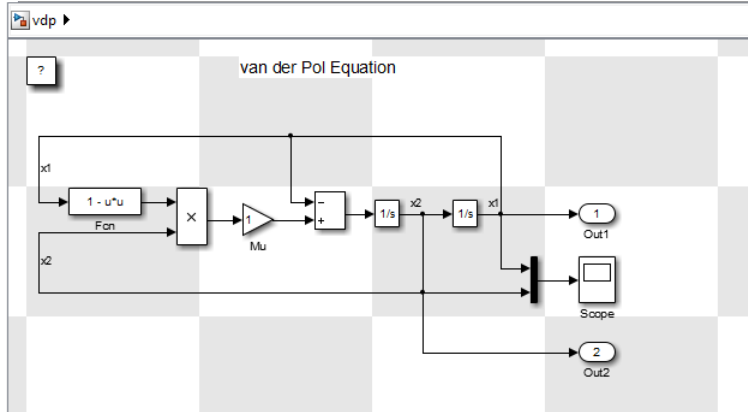 vdp
?
van der Pol Equation
x1
1 - u*u
Fcn
×
1
Mu
−
+
1/s
x2
1/s
x1
1
Out1
x2
Scope
2
Out2